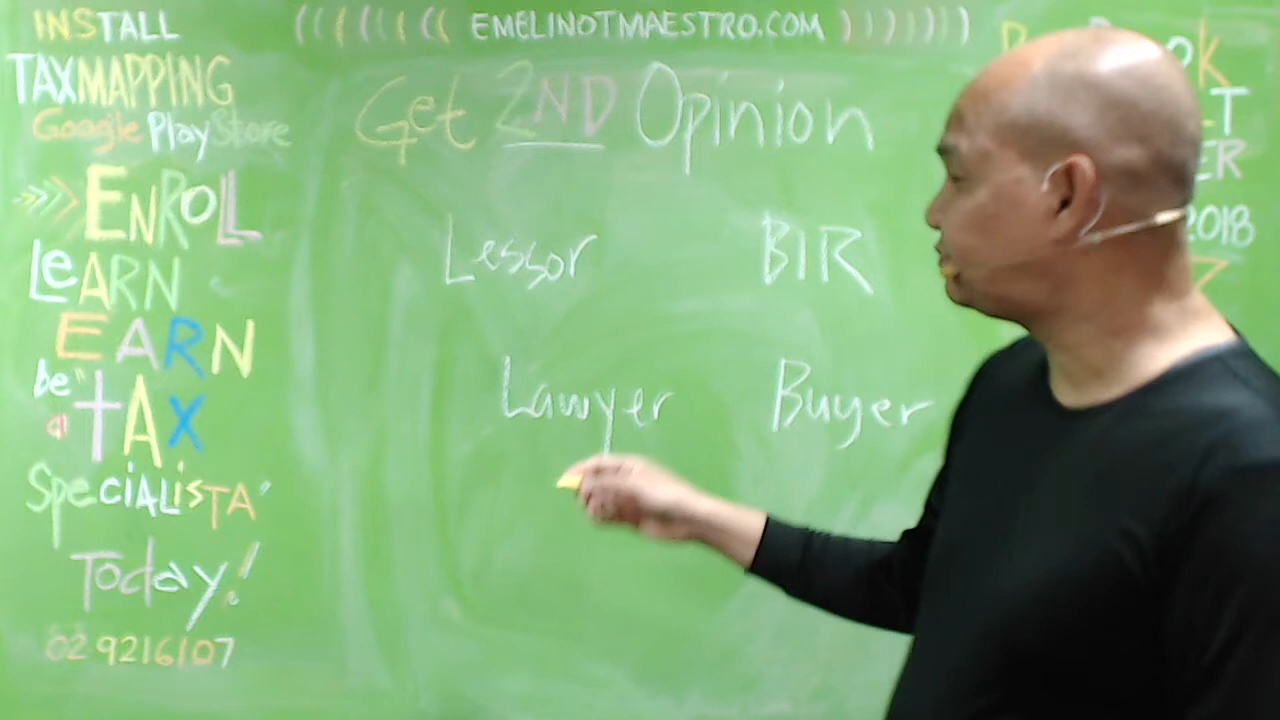 INSTALL
TAXMAPPING
Google PlayStore
>>> ENROLL
LeARN
EARN
be a
tAX
SpeciALisTA
Today!
02 9216107
((((((( EMELINOTMAESTRO.COM )))))))
Get 2ND Opinion
Lessor BIR
Lawyer Buyer
2018